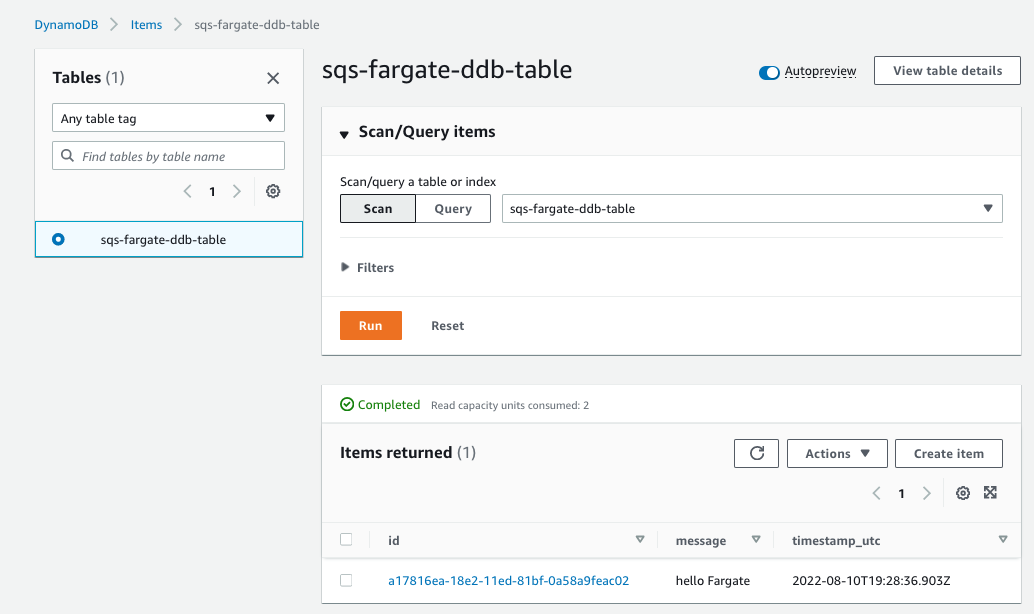 DynamoDB > Items > sqs-fargate-ddb-table
Tables (1)
Any table tag
Find tables by table name
1
sqs-fargate-ddb-table
sqs-fargate-ddb-table
Autopreview
View table details
Scan/Query items
Scan/query a table or index
Scan Query sqs-fargate-ddb-table
Filters
Run Reset
Completed Read capacity units consumed: 2
Items returned (1)
Actions Create item
1
id message timestamp_utc
a17816ea-18e2-11ed-81bf-0a58a9feac02 hello Fargate 2022-08-10T19:28:36.903Z